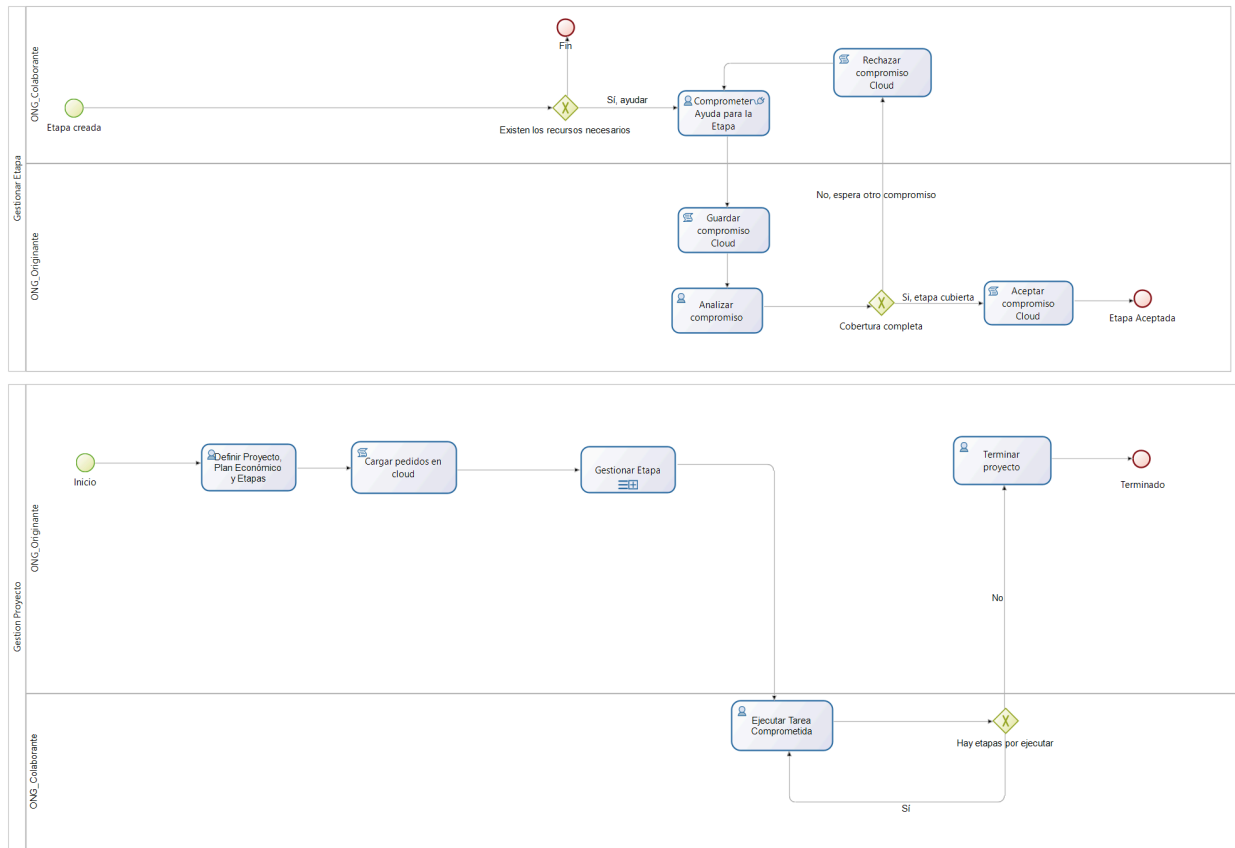 Gestionar Etapa
ONG_Colaborante
Etapa creada
Fin
Existen los recursos necesarios
Sí, ayudar
Comprometer
Ayuda para la
Etapa
Rechazar
compromiso
Cloud
ONG_Originante
Guardar
compromiso
Cloud
Analizar
compromiso
No, espera otro compromiso
Cobertura completa
Si, etapa cubierta
Aceptar
compromiso
Cloud
Etapa Aceptada
Gestion Proyecto
ONG_Originante
Inicio
Definir Proyecto,
Plan Económico
y Etapas
Cargar pedidos en
cloud
Gestionar Etapa
Terminar
proyecto
Terminado
No
ONG_Colaborante
Ejecutar Tarea
Comprometida
Hay etapas por ejecutar
Sí